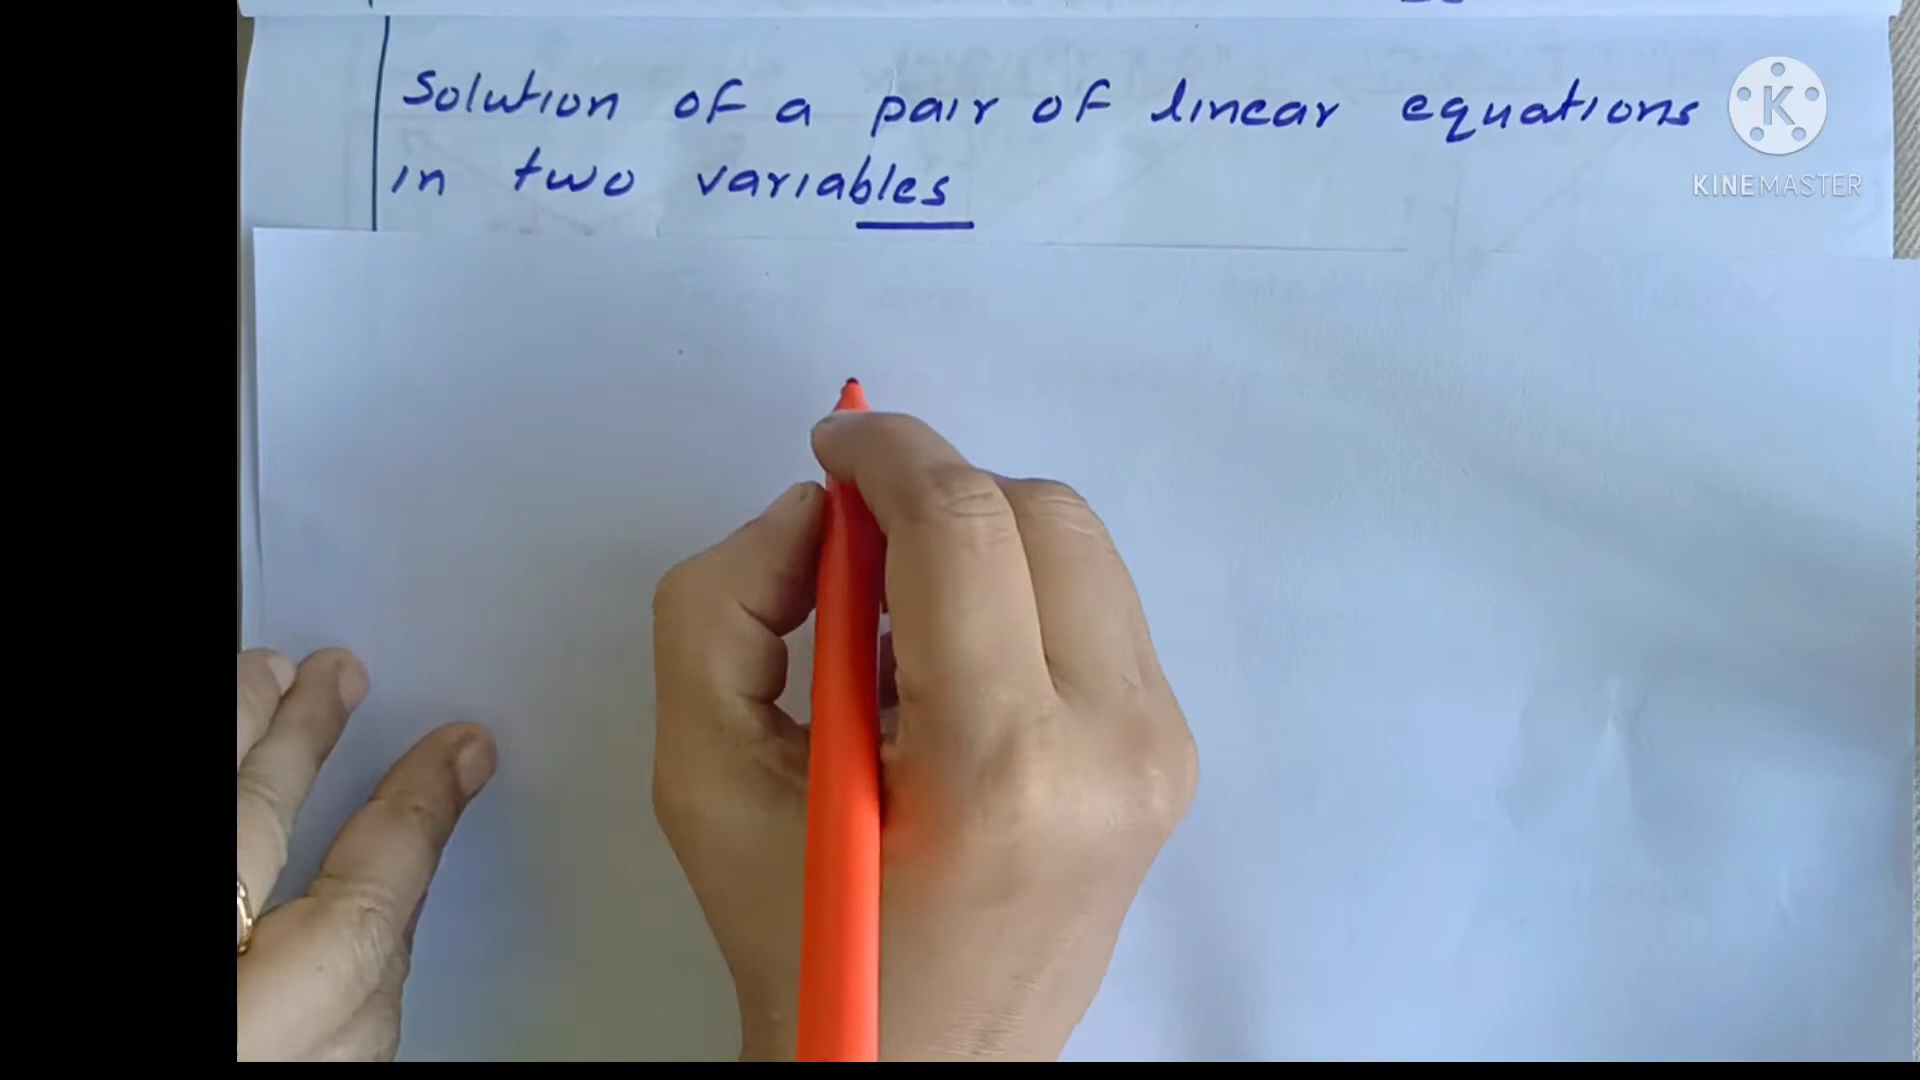 Solution of a pair of linear equations
in two variables
K
KINEMASTER